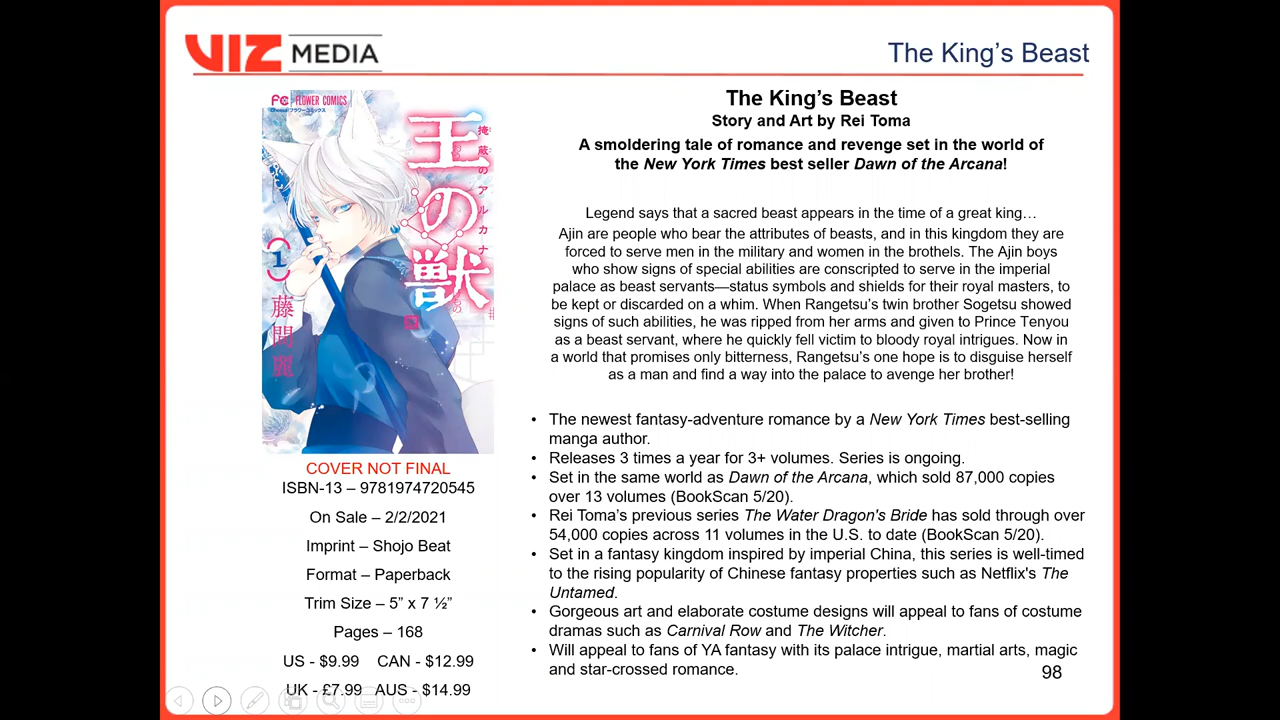 VIZ MEDIA
The King's Beast
FC FLOWER COMICS
王の獣
掩蔽のアルカナ
(1)
藤間麗
COVER NOT FINAL
ISBN-13 – 9781974720545
On Sale – 2/2/2021
Imprint – Shojo Beat
Format – Paperback
Trim Size – 5” x 7 ½”
Pages – 168
US - $9.99 CAN - $12.99
UK - £7.99 AUS - $14.99
The King’s Beast
Story and Art by Rei Toma
A smoldering tale of romance and revenge set in the world of
the New York Times best seller Dawn of the Arcana!
Legend says that a sacred beast appears in the time of a great king…
Ajin are people who bear the attributes of beasts, and in this kingdom they are
forced to serve men in the military and women in the brothels. The Ajin boys
who show signs of special abilities are conscripted to serve in the imperial
palace as beast servants—status symbols and shields for their royal masters, to
be kept or discarded on a whim. When Rangetsu’s twin brother Sogetsu showed
signs of such abilities, he was ripped from her arms and given to Prince Tenyou
as a beast servant, where he quickly fell victim to bloody royal intrigues. Now in
a world that promises only bitterness, Rangetsu’s one hope is to disguise herself
as a man and find a way into the palace to avenge her brother!
• The newest fantasy-adventure romance by a New York Times best-selling
manga author.
• Releases 3 times a year for 3+ volumes. Series is ongoing.
• Set in the same world as Dawn of the Arcana, which sold 87,000 copies
over 13 volumes (BookScan 5/20).
• Rei Toma’s previous series The Water Dragon's Bride has sold through over
54,000 copies across 11 volumes in the U.S. to date (BookScan 5/20).
• Set in a fantasy kingdom inspired by imperial China, this series is well-timed
to the rising popularity of Chinese fantasy properties such as Netflix's The
Untamed.
• Gorgeous art and elaborate costume designs will appeal to fans of costume
dramas such as Carnival Row and The Witcher.
• Will appeal to fans of YA fantasy with its palace intrigue, martial arts, magic
and star-crossed romance.
98